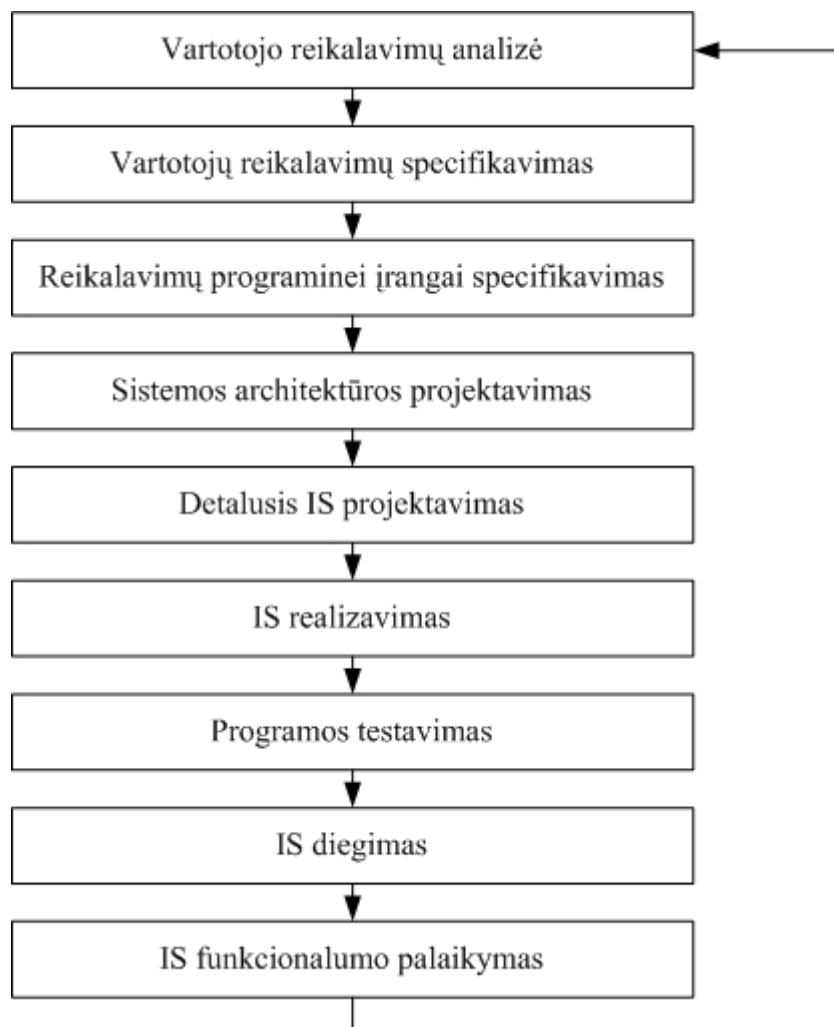 Vartotojo reikalavimų analizė
Vartotojų reikalavimų specifikavimas
Reikalavimų programinei įrangai specifikavimas
Sistemos architektūros projektavimas
Detalusis IS projektavimas
IS realizavimas
Programos testavimas
IS diegimas
IS funkcionalumo palaikymas